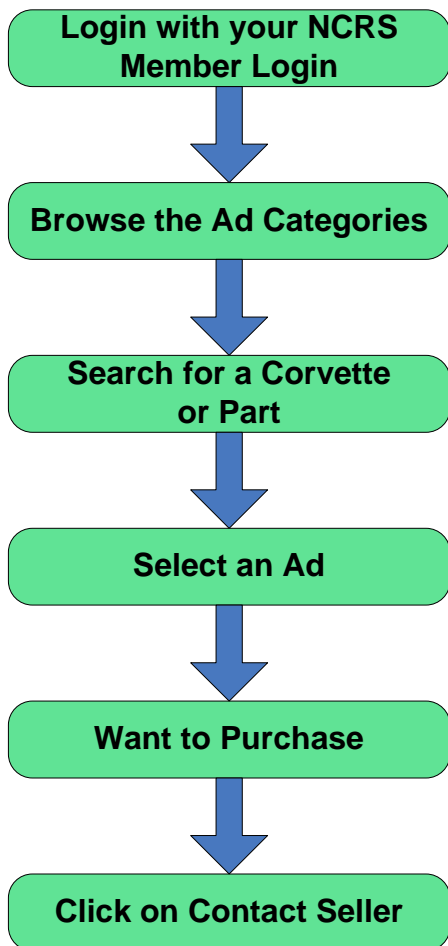 Login with your NCRS
Member Login
Browse the Ad Categories
Search for a Corvette
or Part
Select an Ad
Want to Purchase
Click on Contact Seller